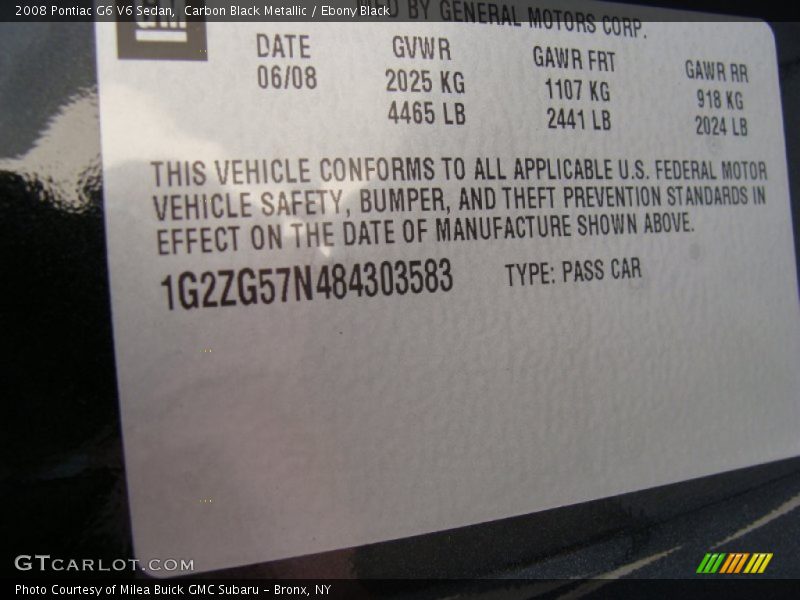 2008 Pontiac G6 V6 Sedan, Carbon Black Metallic / Ebony Black
GM
BY GENERAL MOTORS CORP.
DATE GVWR GAWR FRT GAWR RR
06/08 2025 KG 1107 KG 918 KG
4465 LB 2441 LB 2024 LB
THIS VEHICLE CONFORMS TO ALL APPLICABLE U.S. FEDERAL MOTOR
VEHICLE SAFETY, BUMPER, AND THEFT PREVENTION STANDARDS IN
EFFECT ON THE DATE OF MANUFACTURE SHOWN ABOVE.
1G2ZG57N484303583 TYPE: PASS CAR
GTCARLOT.COM
Photo Courtesy of Milea Buick GMC Subaru - Bronx, NY